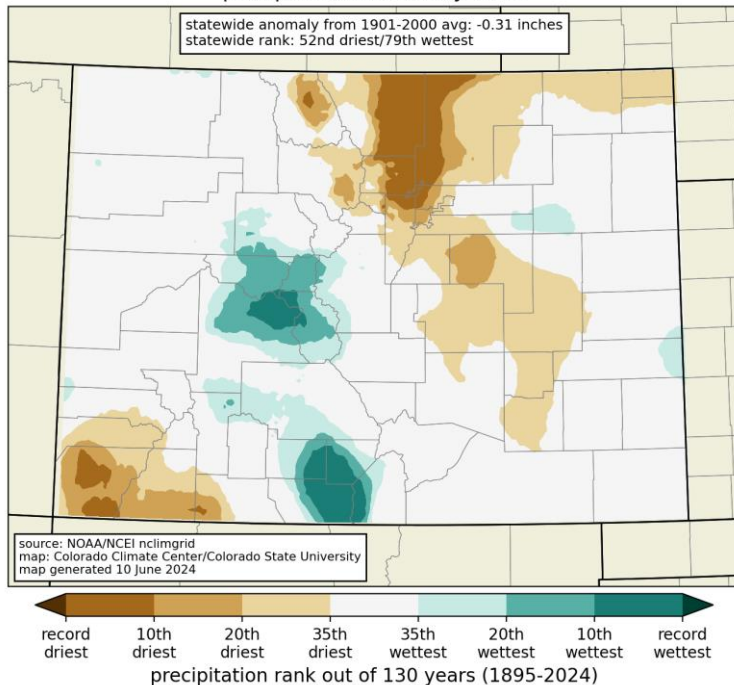 statewide anomaly from 1901-2000 avg: -0.31 inches
statewide rank: 52nd driest/79th wettest
source: NOAA/NCEI nclimgrid
map: Colorado Climate Center/Colorado State University
map generated 10 June 2024
record 10th 20th 35th 35th 20th 10th record
driest driest driest driest wettest wettest wettest wettest
precipitation rank out of 130 years (1895-2024)